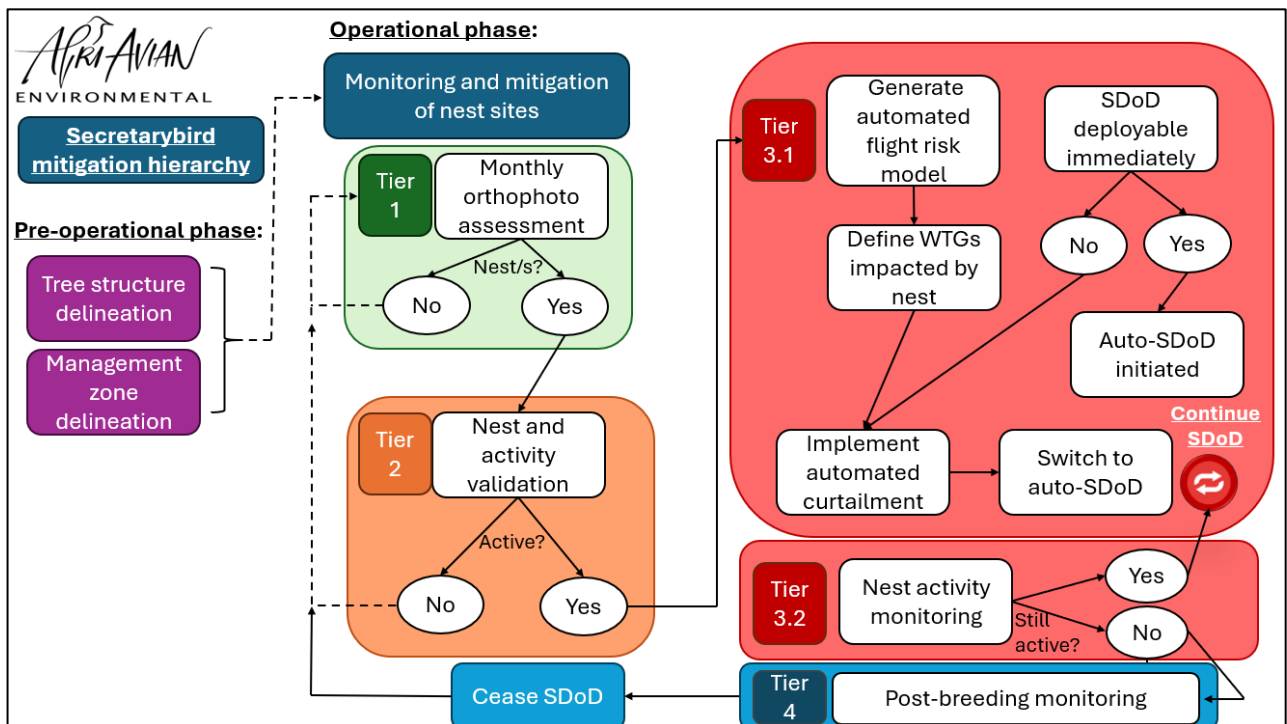 AFRI AVIAN
ENVIRONMENTAL
Secretarybird
mitigation hierarchy
Pre-operational phase:
Tree structure
delineation
Management
zone
delineation
Operational phase:
Monitoring and mitigation
of nest sites
Tier
1
Monthly
orthophoto
assessment
Nest/s?
No
Yes
Tier
2
Nest and
activity
validation
Active?
No
Yes
Tier
3.1
Generate
automated
flight risk
model
SDoD
deployable
immediately
Define WTGs
impacted by
nest
No
Yes
Auto-SDoD
initiated
Implement
automated
curtailment
Switch to
auto-SDoD
Continue
SDoD
Tier
3.2
Nest activity
monitoring
Still
active?
Yes
No
Tier
4
Post-breeding monitoring
Cease SDoD